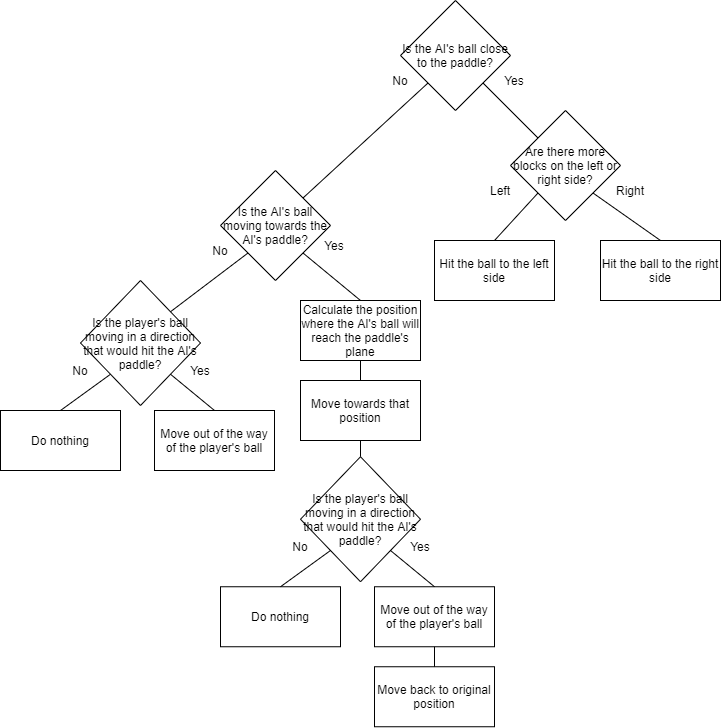 Is the AI's ball close
to the paddle?
No
Yes
Are there more
blocks on the left or
right side?
Left
Right
Hit the ball to the left
side
Hit the ball to the right
side
Is the AI's ball
moving towards the
AI's paddle?
No
Yes
Is the player's ball
moving in a direction
that would hit the AI's
paddle?
No
Yes
Do nothing
Move out of the way
of the player's ball
Calculate the position
where the AI's ball will
reach the paddle's
plane
Move towards that
position
Is the player's ball
moving in a direction
that would hit the AI's
paddle?
No
Yes
Do nothing
Move out of the way
of the player's ball
Move back to original
position